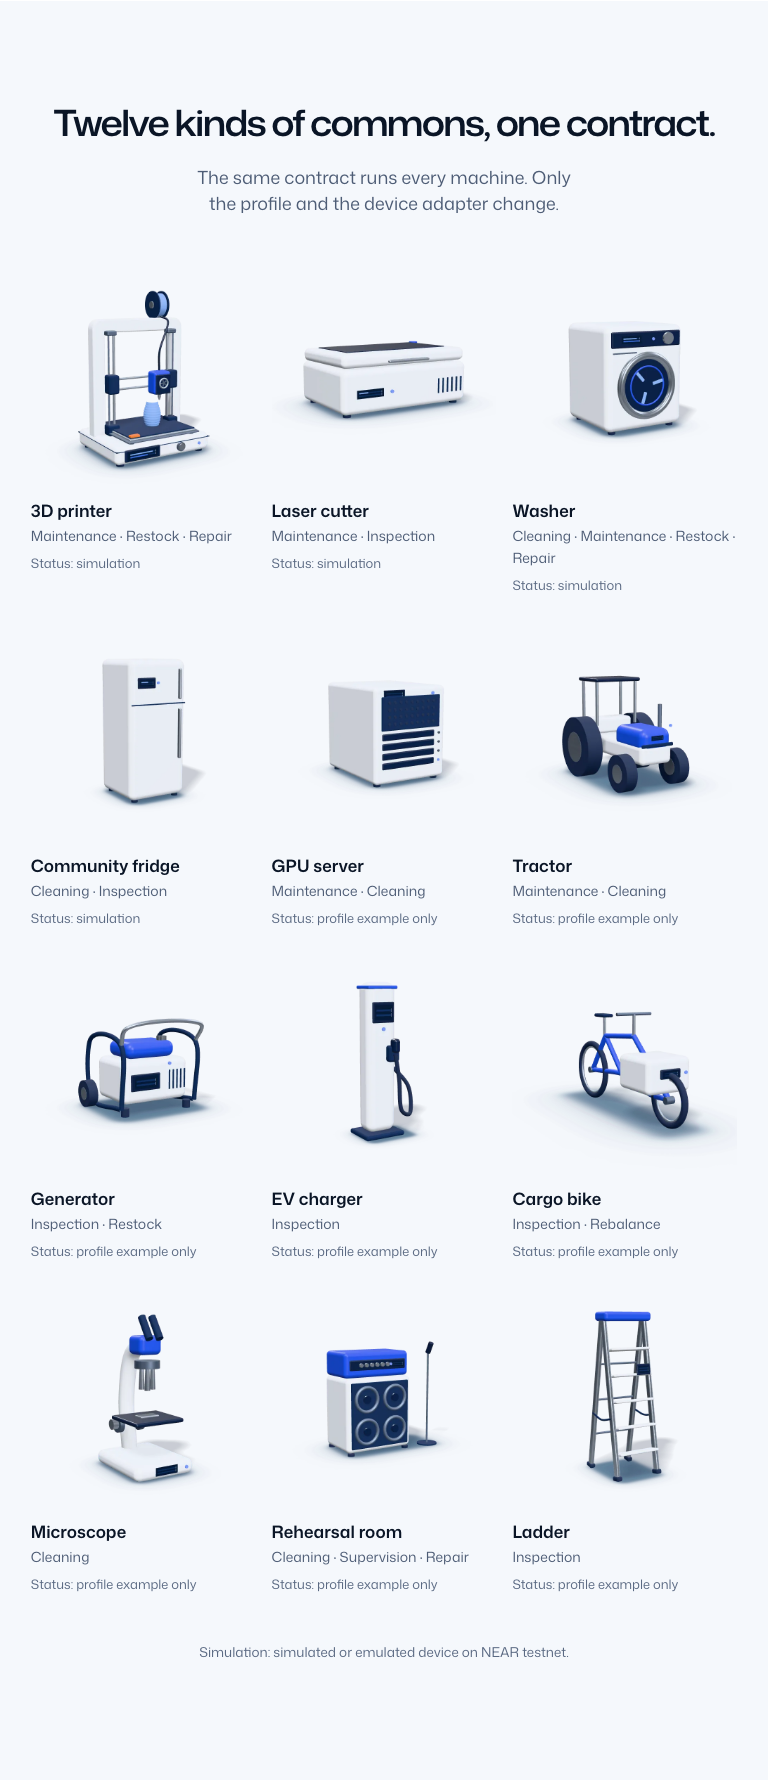 Twelve kinds of commons, one contract.
The same contract runs every machine. Only
the profile and the device adapter change.
3D printer
Maintenance · Restock · Repair
Status: simulation
Laser cutter
Maintenance · Inspection
Status: simulation
Washer
Cleaning · Maintenance · Restock ·
Repair
Status: simulation
Community fridge
Cleaning · Inspection
Status: simulation
GPU server
Maintenance · Cleaning
Status: profile example only
Tractor
Maintenance · Cleaning
Status: profile example only
Generator
Inspection · Restock
Status: profile example only
EV charger
Inspection
Status: profile example only
Cargo bike
Inspection · Rebalance
Status: profile example only
Microscope
Cleaning
Status: profile example only
Rehearsal room
Cleaning · Supervision · Repair
Status: profile example only
Ladder
Inspection
Status: profile example only
Simulation: simulated or emulated device on NEAR testnet.